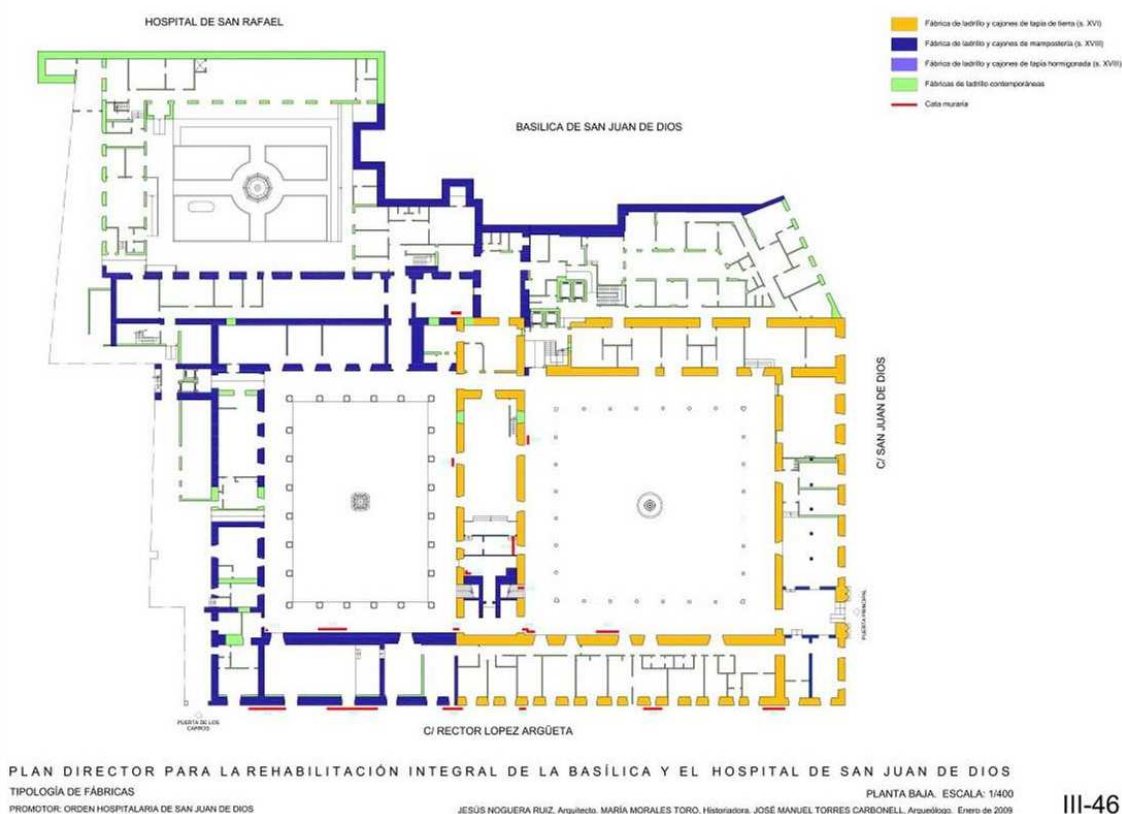 HOSPITAL DE SAN RAFAEL
Fábrica de ladrillo y cajones de tapia de tierra (s. XVI)
Fábrica de ladrillo y cajones de mampostería (s. XVIII)
Fábrica de ladrillo y cajones de tapia hormigonada (s. XVIII)
Fábricas de ladrillo contemporáneas
Cata muraria
BASILICA DE SAN JUAN DE DIOS
C/ SAN JUAN DE DIOS
PUERTA PRINCIPAL
PUERTA DE LOS
CARROS
C/ RECTOR LOPEZ ARGÜETA
PLAN DIRECTOR PARA LA REHABILITACIÓN INTEGRAL DE LA BASÍLICA Y EL HOSPITAL DE SAN JUAN DE DIOS
TIPOLOGÍA DE FÁBRICAS
PLANTA BAJA. ESCALA: 1/400
PROMOTOR: ORDEN HOSPITALARIA DE SAN JUAN DE DIOS
JESÚS NOGUERA RUIZ, Arquitecto. MARÍA MORALES TORO, Historiadora. JOSÉ MANUEL TORRES CARBONELL, Arqueólogo. Enero de 2009
III-46